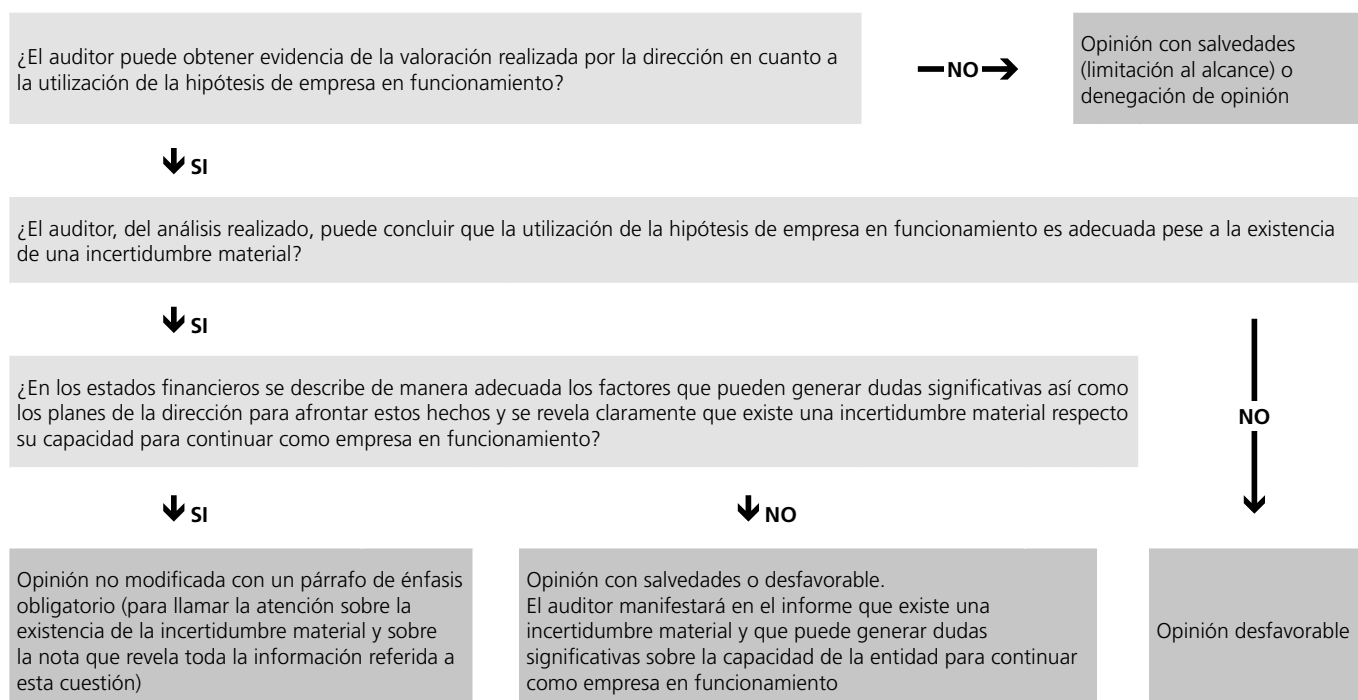 ¿El auditor puede obtener evidencia de la valoración realizada por la dirección en cuanto a
la utilización de la hipótesis de empresa en funcionamiento?
NO
Opinión con salvedades
(limitación al alcance) o
denegación de opinión
SI
¿El auditor, del análisis realizado, puede concluir que la utilización de la hipótesis de empresa en funcionamiento es adecuada pese a la existencia
de una incertidumbre material?
SI
¿En los estados financieros se describe de manera adecuada los factores que pueden generar dudas significativas así como
los planes de la dirección para afrontar estos hechos y se revela claramente que existe una incertidumbre material respecto
su capacidad para continuar como empresa en funcionamiento?
NO
SI
NO
Opinión no modificada con un párrafo de énfasis
obligatorio (para llamar la atención sobre la
existencia de la incertidumbre material y sobre
la nota que revela toda la información referida a
esta cuestión)
Opinión con salvedades o desfavorable.
El auditor manifestará en el informe que existe una
incertidumbre material y que puede generar dudas
significativas sobre la capacidad de la entidad para continuar
como empresa en funcionamiento
Opinión desfavorable